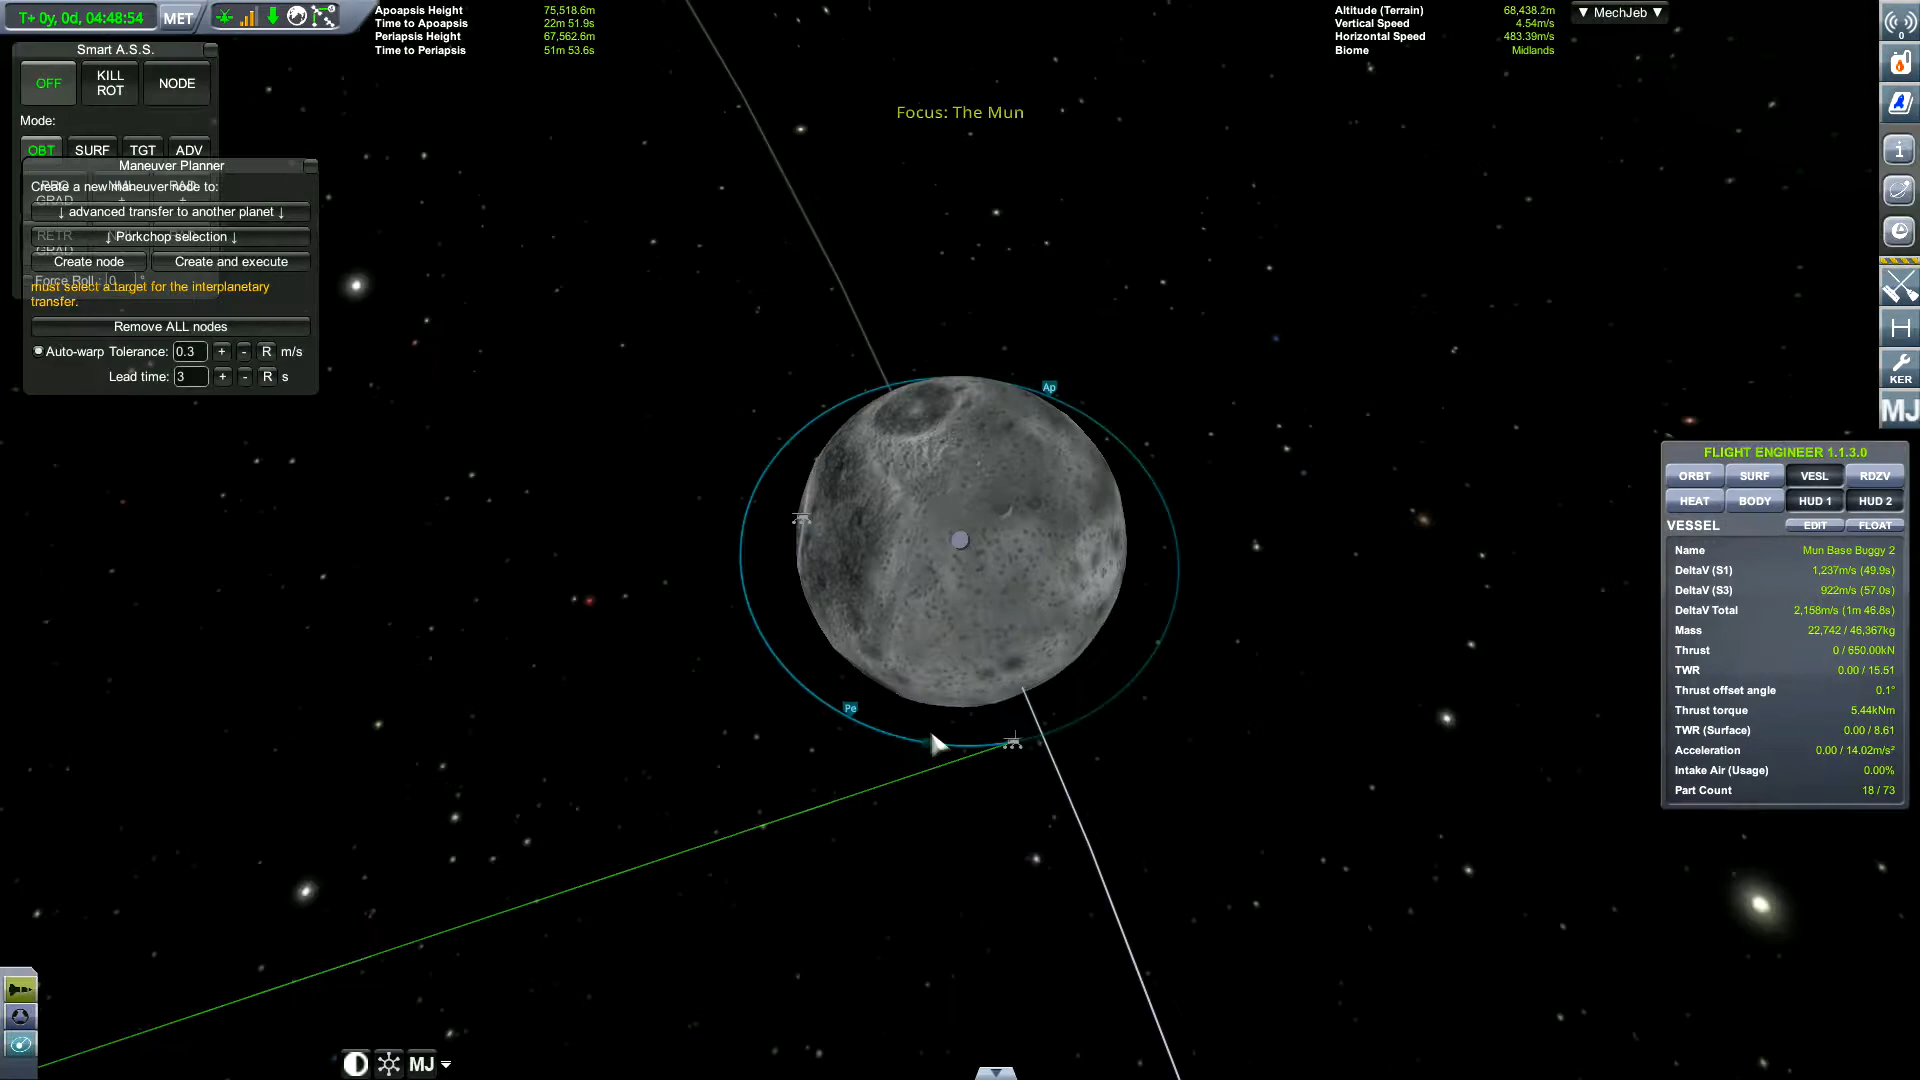 T+ 0y, 0d, 04:48:54 MET
Apoapsis Height 75,518.6m
Time to Apoapsis 22m 51.9s
Periapsis Height 67,562.6m
Time to Periapsis 51m 53.6s
Altitude (Terrain) 68,438.2m
Vertical Speed 4.54m/s
Horizontal Speed 483.39m/s
Biome Midlands
▼ MechJeb ▼
0
Focus: The Mun
Smart A.S.S.
OFF KILL ROT NODE
Mode:
OBT SURF TGT ADV
Maneuver Planner
Create a new maneuver node to:
↓ advanced transfer to another planet ↓
RETR GRAD
↓ Porkchop selection ↓
Create node Create and execute
Force Roll: 0 °
must select a target for the interplanetary
transfer.
Remove ALL nodes
Auto-warp Tolerance: 0.3 + - R m/s
Lead time: 3 + - R s
Ap
Pe
KER
MJ
FLIGHT ENGINEER 1.1.3.0
ORBT SURF VESL RDZV
HEAT BODY HUD 1 HUD 2
VESSEL EDIT FLOAT
Name Mun Base Buggy 2
DeltaV (S1) 1,237m/s (49.9s)
DeltaV (S3) 922m/s (57.0s)
DeltaV Total 2,158m/s (1m 46.8s)
Mass 22,742 / 46,367kg
Thrust 0 / 650.00kN
TWR 0.00 / 15.51
Thrust offset angle 0.1°
Thrust torque 5.44kNm
TWR (Surface) 0.00 / 8.61
Acceleration 0.00 / 14.02m/s²
Intake Air (Usage) 0.00%
Part Count 18 / 73
MJ